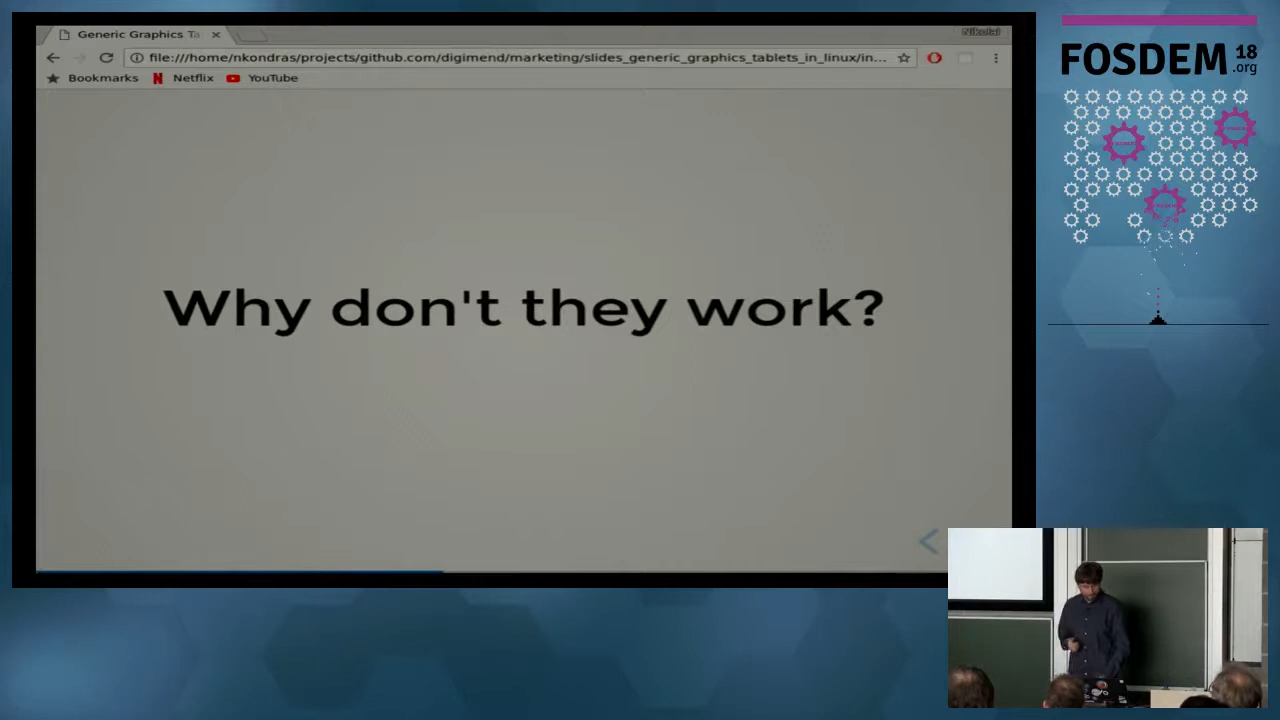 Generic Graphics Ta
Nikolai
file:///home/nkondras/projects/github.com/digimend/marketing/slides_generic_graphics_tablets_in_linux/in...
Bookmarks
Netflix
YouTube
Why don't they work?
FOSDEM 18
.org